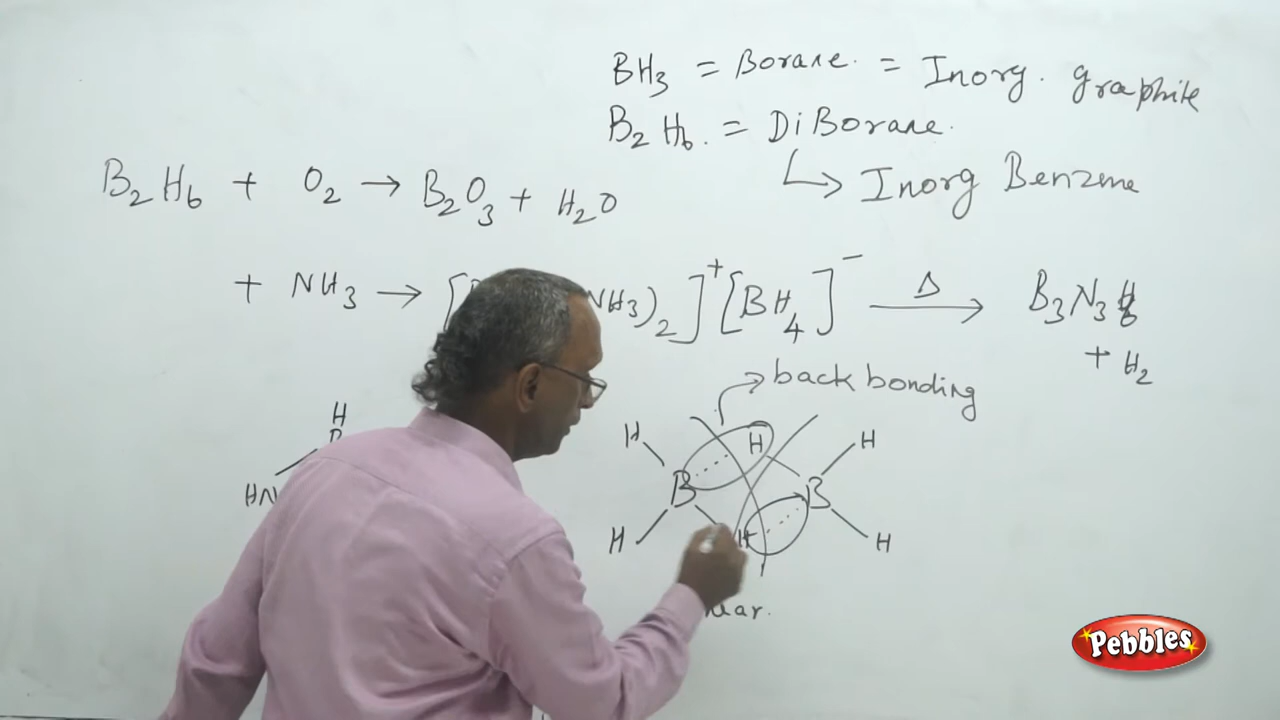 BH3 = Borane. = Inorg. graphite
B2H6. = DiBorane.
↳ Inorg Benzene
B2H6 + O2 → B2O3 + H2O
+ NH3 → [ NH3)2]+ [BH4]− Δ→ B3N3H6
+ H2
back bonding
H
H H H
HN B B
H H H
Pebbles